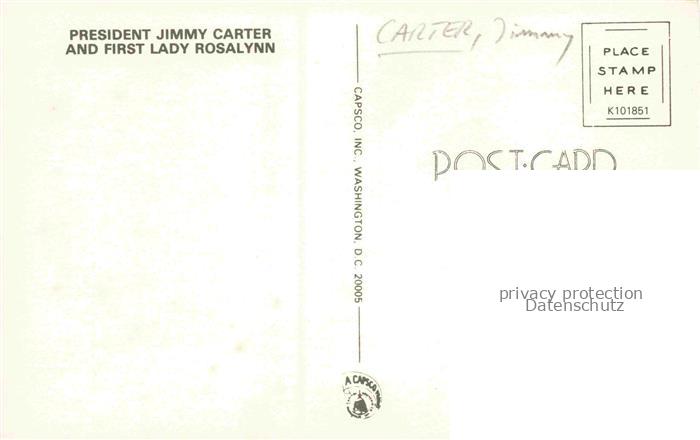 PRESIDENT JIMMY CARTER
AND FIRST LADY ROSALYNN
CARTER, Jimmy
PLACE
STAMP
HERE
K101851
POST·CARD
CAPSCO, INC., WASHINGTON, D.C. 20005
A CAPSCO
privacy protection
Datenschutz